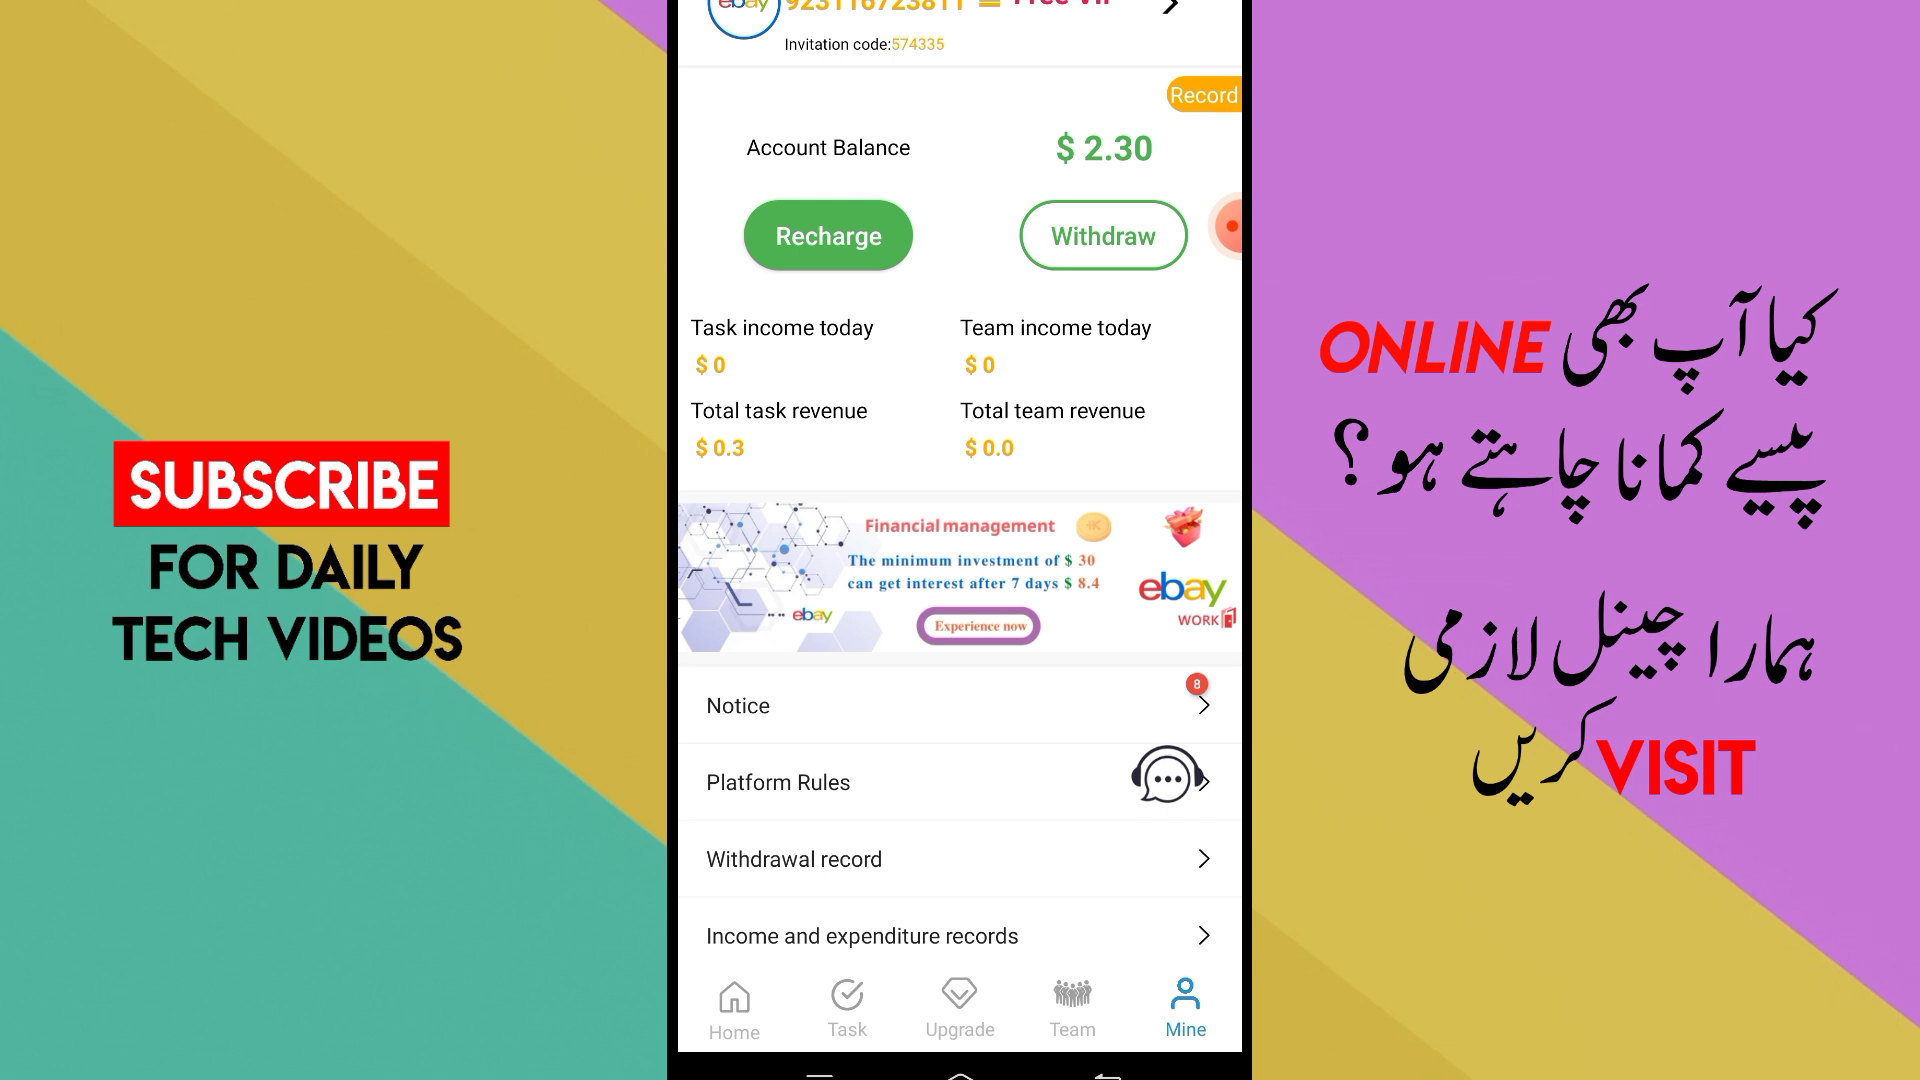 ebay 923116723811 Free VIP
Invitation code:574335
Record
Account Balance
$ 2.30
Recharge
Withdraw
Task income today
Team income today
$ 0
$ 0
Total task revenue
Total team revenue
$ 0.3
$ 0.0
Financial management
The minimum investment of $ 30
can get interest after 7 days $ 8.4
ebay
Experience now
ebay
WORK
Notice
8
Platform Rules
Withdrawal record
Income and expenditure records
Home
Task
Upgrade
Team
Mine
SUBSCRIBE
FOR DAILY
TECH VIDEOS
کیا آپ بھی ONLINE
پیسے کمانا چاہتے ہو ؟
ہمارا چینل لازمی
VISIT کریں